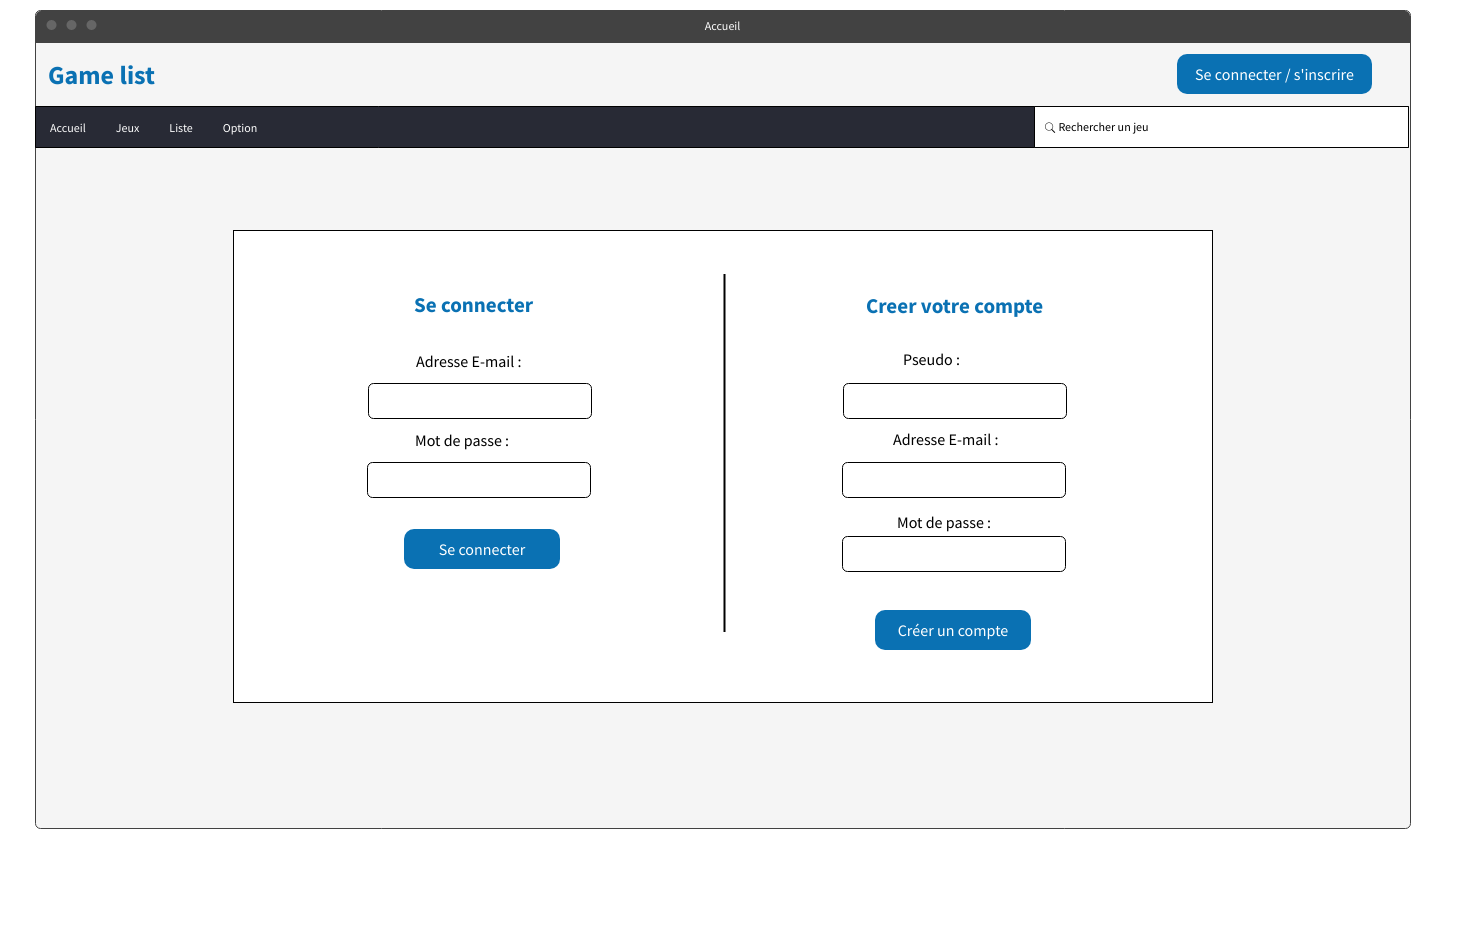 Accueil
Game list
Se connecter / s'inscrire
Accueil Jeux Liste Option
Rechercher un jeu
Se connecter
Adresse E-mail :
Mot de passe :
Se connecter
Creer votre compte
Pseudo :
Adresse E-mail :
Mot de passe :
Créer un compte